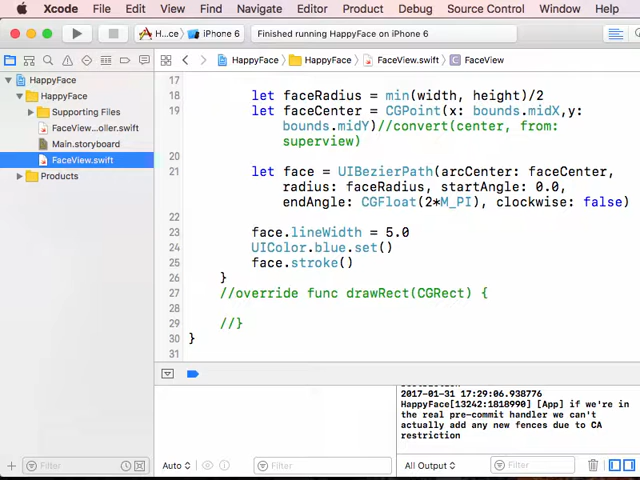 Xcode File Edit View Find Navigate Editor Product Debug Source Control Window Help
H...ce iPhone 6 Finished running HappyFace on iPhone 6
HappyFace HappyFace FaceView.swift C FaceView
HappyFace
HappyFace
Supporting Files
FaceView...oller.swift
Main.storyboard
FaceView.swift
Products
17
18 let faceRadius = min(width, height)/2
19 let faceCenter = CGPoint(x: bounds.midX,y:
bounds.midY)//convert(center, from:
superview)
20
21 let face = UIBezierPath(arcCenter: faceCenter,
radius: faceRadius, startAngle: 0.0,
endAngle: CGFloat(2*M_PI), clockwise: false)
22
23 face.lineWidth = 5.0
24 UIColor.blue.set()
25 face.stroke()
26 }
27 //override func drawRect(CGRect) {
28
29 //}
30 }
31
2017-01-31 17:29:06.938776
HappyFace[13242:1818990] [App] if we're in
the real pre-commit handler we can't
actually add any new fences due to CA
restriction
Filter Auto Filter All Output Filter